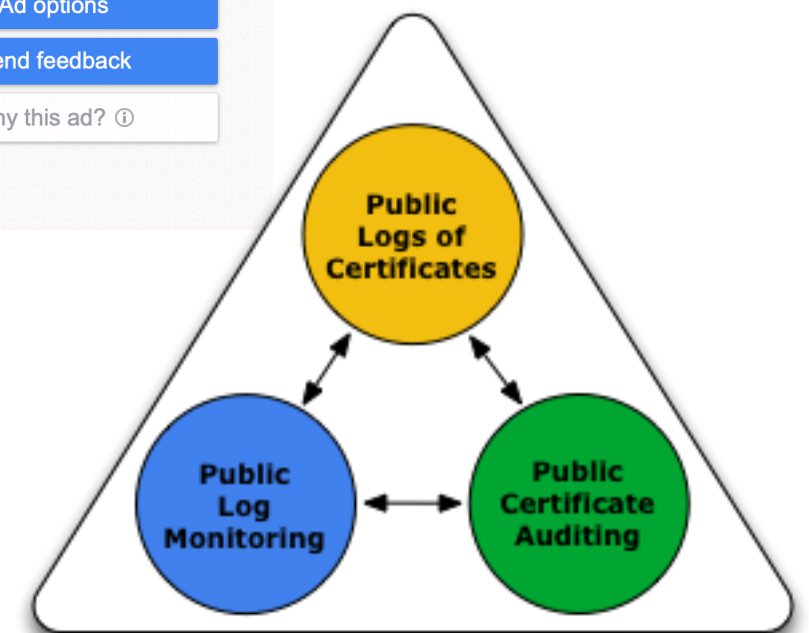 Ad options
end feedback
hy this ad?
Public
Logs of
Certificates
Public
Log
Monitoring
Public
Certificate
Auditing